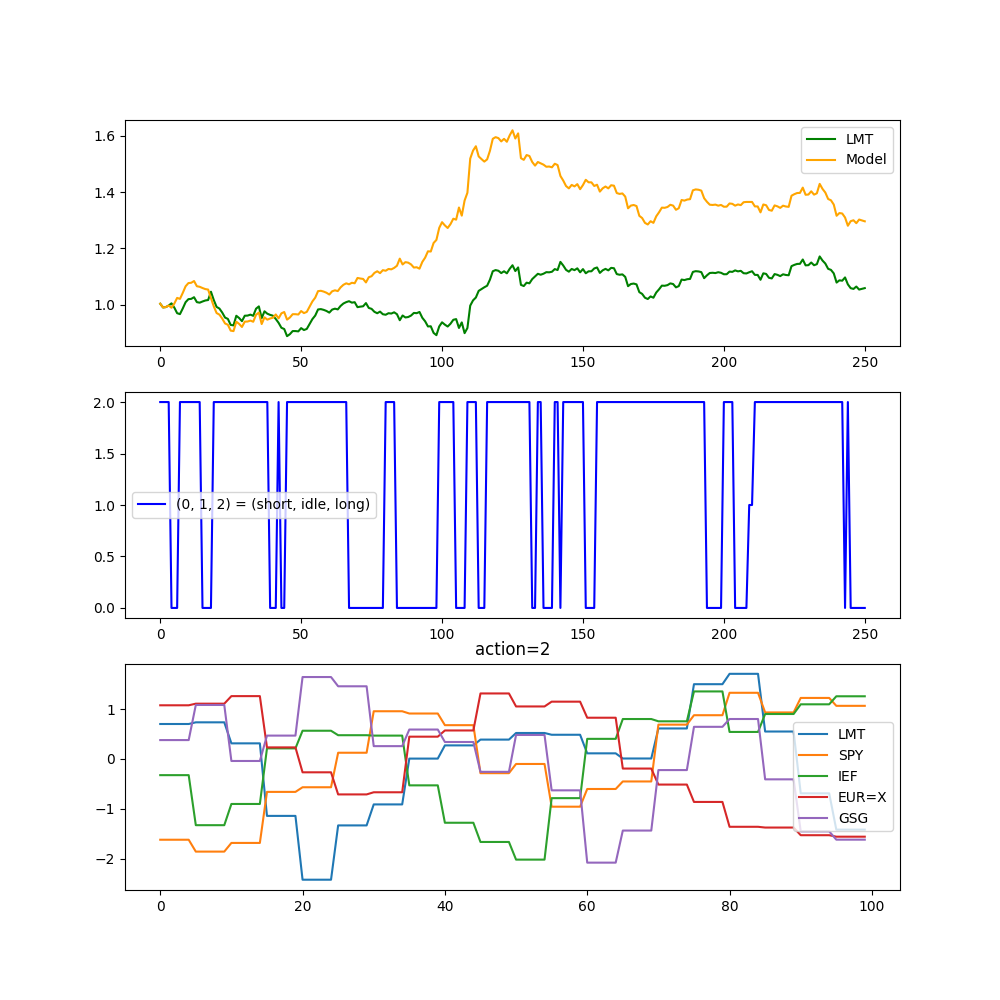 1.6
1.4
1.2
1.0
LMT
Model
0 50 100 150 200 250
2.0
1.5
1.0
0.5
0.0
(0, 1, 2) = (short, idle, long)
0 50 100 150 200 250
action=2
1
0
−1
−2
LMT
SPY
IEF
EUR=X
GSG
0 20 40 60 80 100